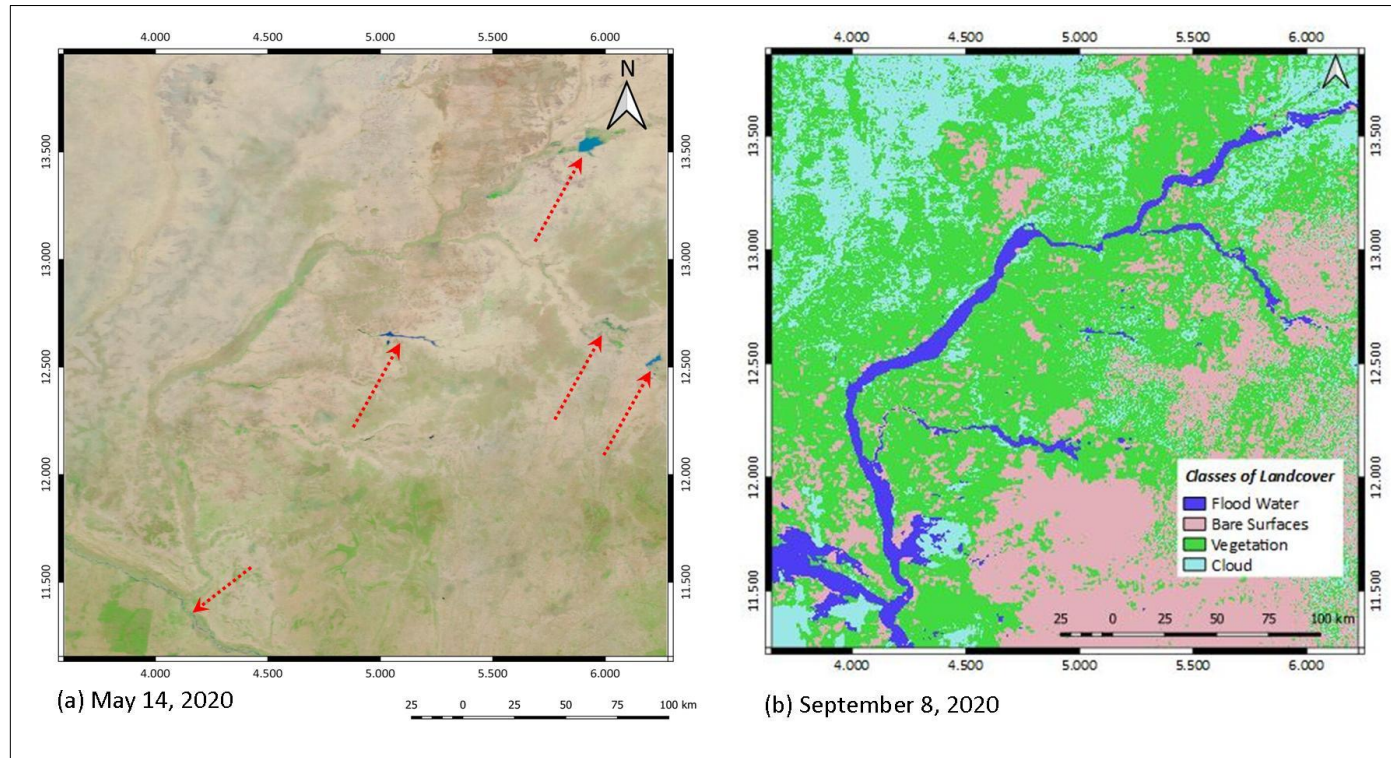 4.000 4.500 5.000 5.500 6.000
N
13.500 13.500
13.000 13.000
12.500 12.500
12.000 12.000
11.500 11.500
4.000 4.500 5.000 5.500 6.000
(a) May 14, 2020
25 0 25 50 75 100 km
4.000 4.500 5.000 5.500 6.000
13.500 13.500
13.000 13.000
12.500 12.500
12.000 12.000
11.500 11.500
Classes of Landcover
Flood Water
Bare Surfaces
Vegetation
Cloud
25 0 25 50 75 100 km
4.000 4.500 5.000 5.500 6.000
(b) September 8, 2020